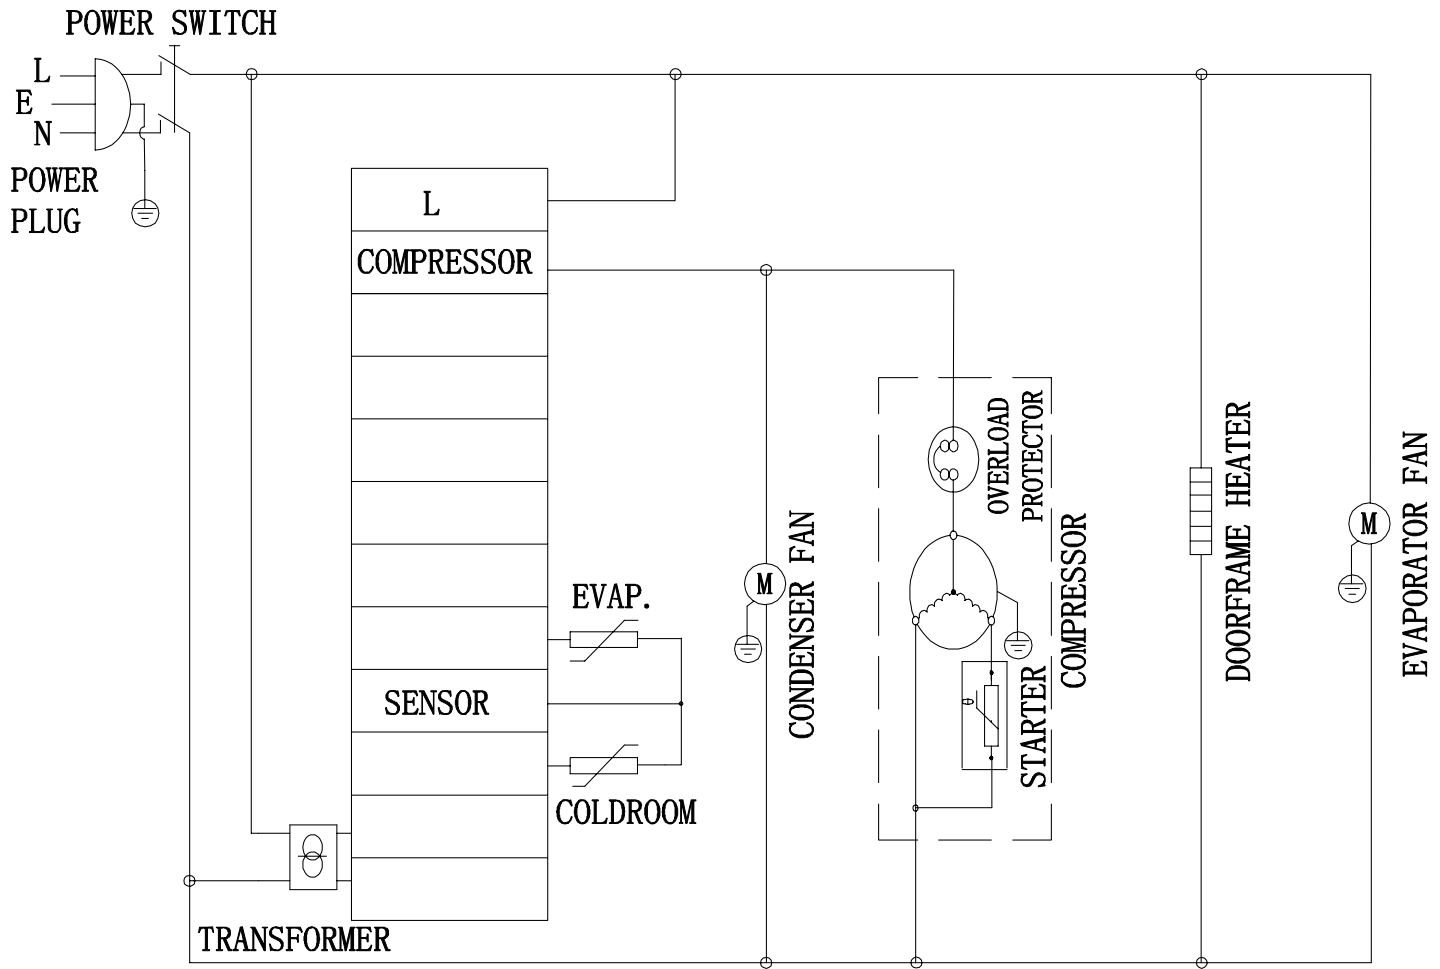 POWER SWITCH
L
E
N
POWER
PLUG
L
COMPRESSOR
EVAP.
SENSOR
COLDROOM
TRANSFORMER
CONDENSER FAN
M
OVERLOAD
PROTECTOR
COMPRESSOR
STARTER
θ
DOORFRAME HEATER
M
EVAPORATOR FAN